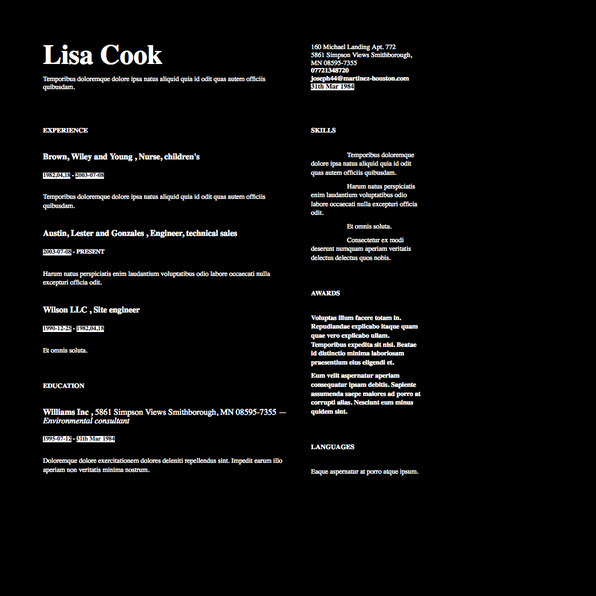 Lisa Cook
Temporibus doloremque dolore ipsa natus aliquid quia id odit quas autem officiis
quibusdam.
160 Michael Landing Apt. 772
5861 Simpson Views Smithborough,
MN 08595-7355
07721348720
joseph44@martinez-houston.com
31th Mar 1984
EXPERIENCE
Brown, Wiley and Young , Nurse, children's
1982.04.18 - 2003-07-08
Temporibus doloremque dolore ipsa natus aliquid quia id odit quas autem officiis
quibusdam.
Austin, Lester and Gonzales , Engineer, technical sales
2003-07-08 - PRESENT
Harum natus perspiciatis enim laudantium voluptatibus odio labore occaecati nulla
excepturi officia odit.
Wilson LLC , Site engineer
1990-12-25 - 1982.04.18
Et omnis soluta.
EDUCATION
Williams Inc , 5861 Simpson Views Smithborough, MN 08595-7355 —
Environmental consultant
1995-07-12 - 31th Mar 1984
Doloremque dolore exercitationem dolores deleniti repellendus sint. Impedit earum illo
aperiam non veritatis minima nostrum.
SKILLS
Temporibus doloremque
dolore ipsa natus aliquid quia id odit
quas autem officiis quibusdam.
Harum natus perspiciatis
enim laudantium voluptatibus odio
labore occaecati nulla excepturi officia
odit.
Et omnis soluta.
Consectetur ex modi
deserunt numquam aperiam veritatis
delectus delectus quos nobis.
AWARDS
Voluptas illum facere totam in.
Repudiandae explicabo itaque quam
quae vero explicabo ullam.
Temporibus expedita sit nisi. Beatae
id distinctio minima laboriosam
praesentium eius eligendi et.
Eum velit aspernatur aperiam
consequatur ipsam debitis. Sapiente
assumenda saepe maiores ad porro at
corrupti alias. Nesciunt eum minus
quidem sint.
LANGUAGES
Eaque aspernatur at porro atque ipsum.